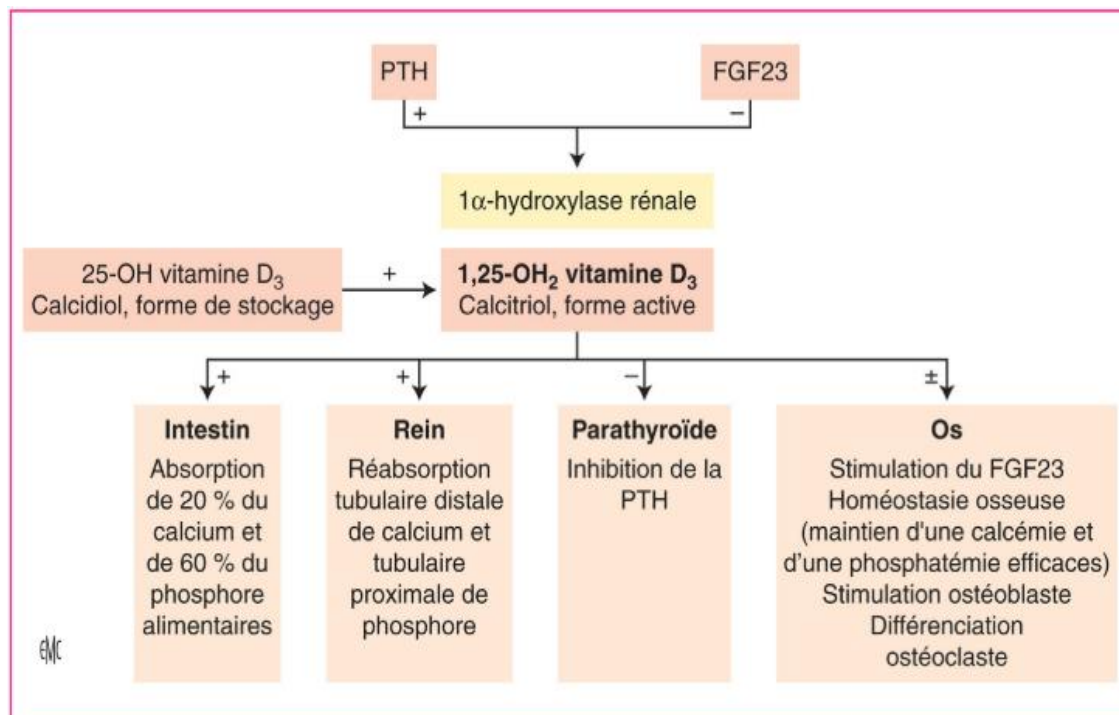 PTH
FGF23
+
–
1α-hydroxylase rénale
25-OH vitamine D₃
Calcidiol, forme de stockage
+
1,25-OH₂ vitamine D₃
Calcitriol, forme active
+
+
–
±
Intestin
Absorption
de 20 % du
calcium et
de 60 % du
phosphore
alimentaires
Rein
Réabsorption
tubulaire distale
de calcium et
tubulaire
proximale de
phosphore
Parathyroïde
Inhibition de la
PTH
Os
Stimulation du FGF23
Homéostasie osseuse
(maintien d'une calcémie et
d'une phosphatémie efficaces)
Stimulation ostéoblaste
Différenciation
ostéoclaste
EMC